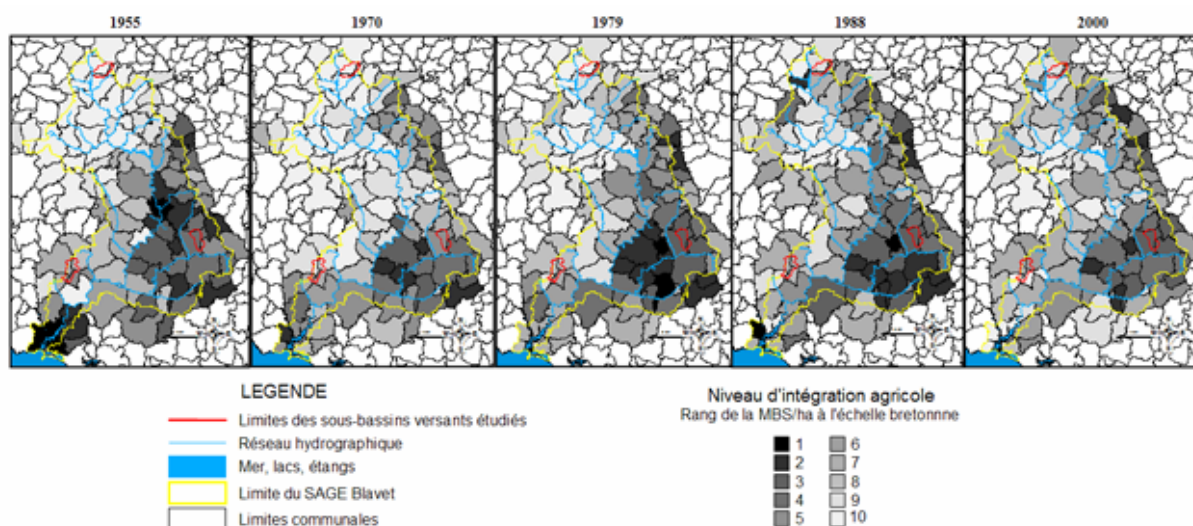 1955 1970 1979 1988 2000
LEGENDE
Limites des sous-bassins versants étudiés
Réseau hydrographique
Mer, lacs, étangs
Limite du SAGE Blavet
Limites communales
Niveau d'intégration agricole
Rang de la MBS/ha à l'échelle bretonnne
1 6
2 7
3 8
4 9
5 10